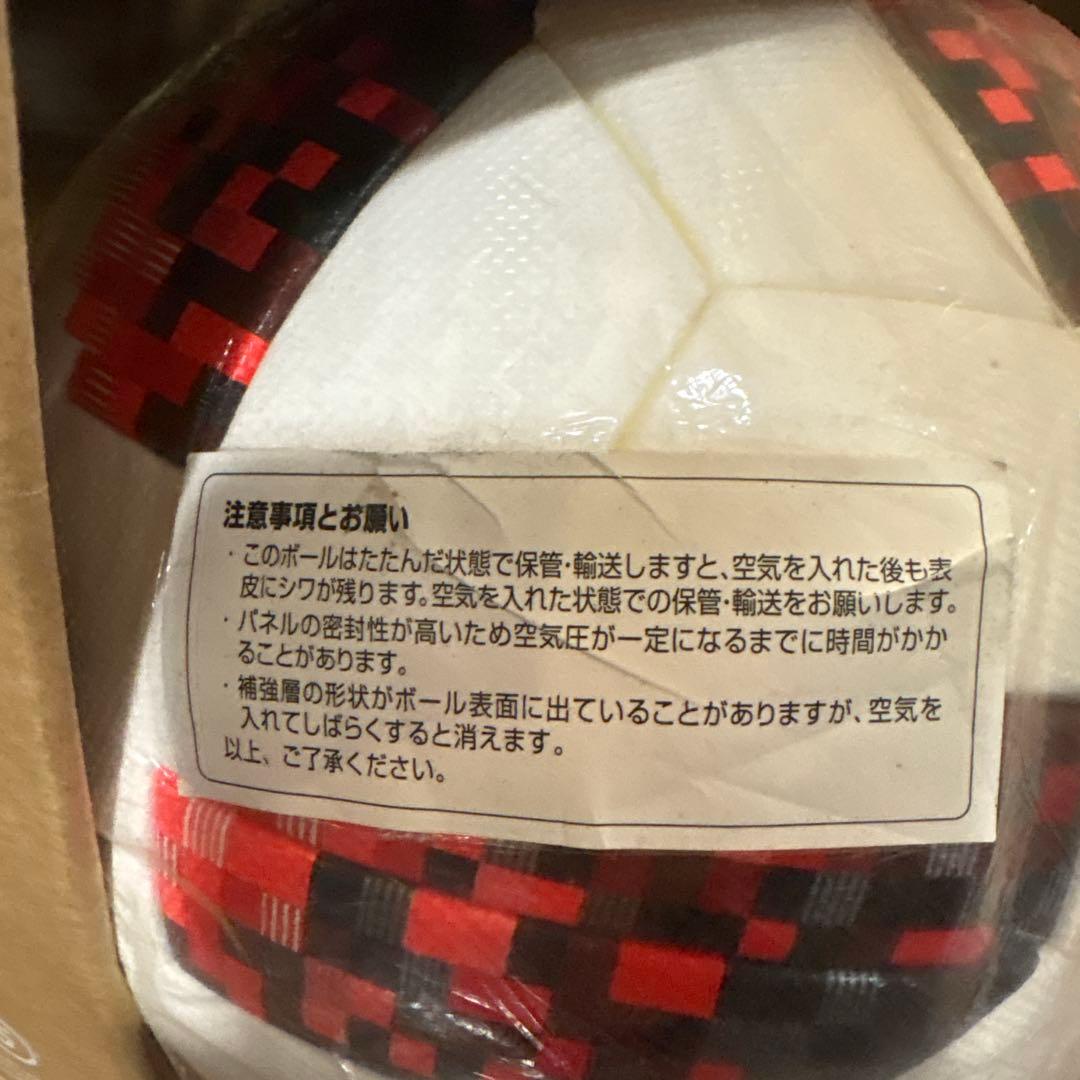 注意事項とお願い
・このボールはたたんだ状態で保管・輸送しますと、空気を入れた後も表
皮にシワが残ります。空気を入れた状態での保管・輸送をお願いします。
・パネルの密封性が高いため空気圧が一定になるまでに時間がかか
ることがあります。
・補強層の形状がボール表面に出ていることがありますが、空気を
入れてしばらくすると消えます。
以上、ご了承ください。